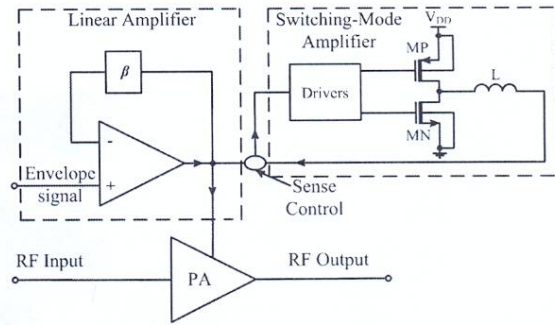 Linear Amplifier
Switching-Mode
Amplifier
VDD
MP
β
L
Drivers
MN
-
+
Envelope
signal
Sense
Control
RF Input
PA
RF Output